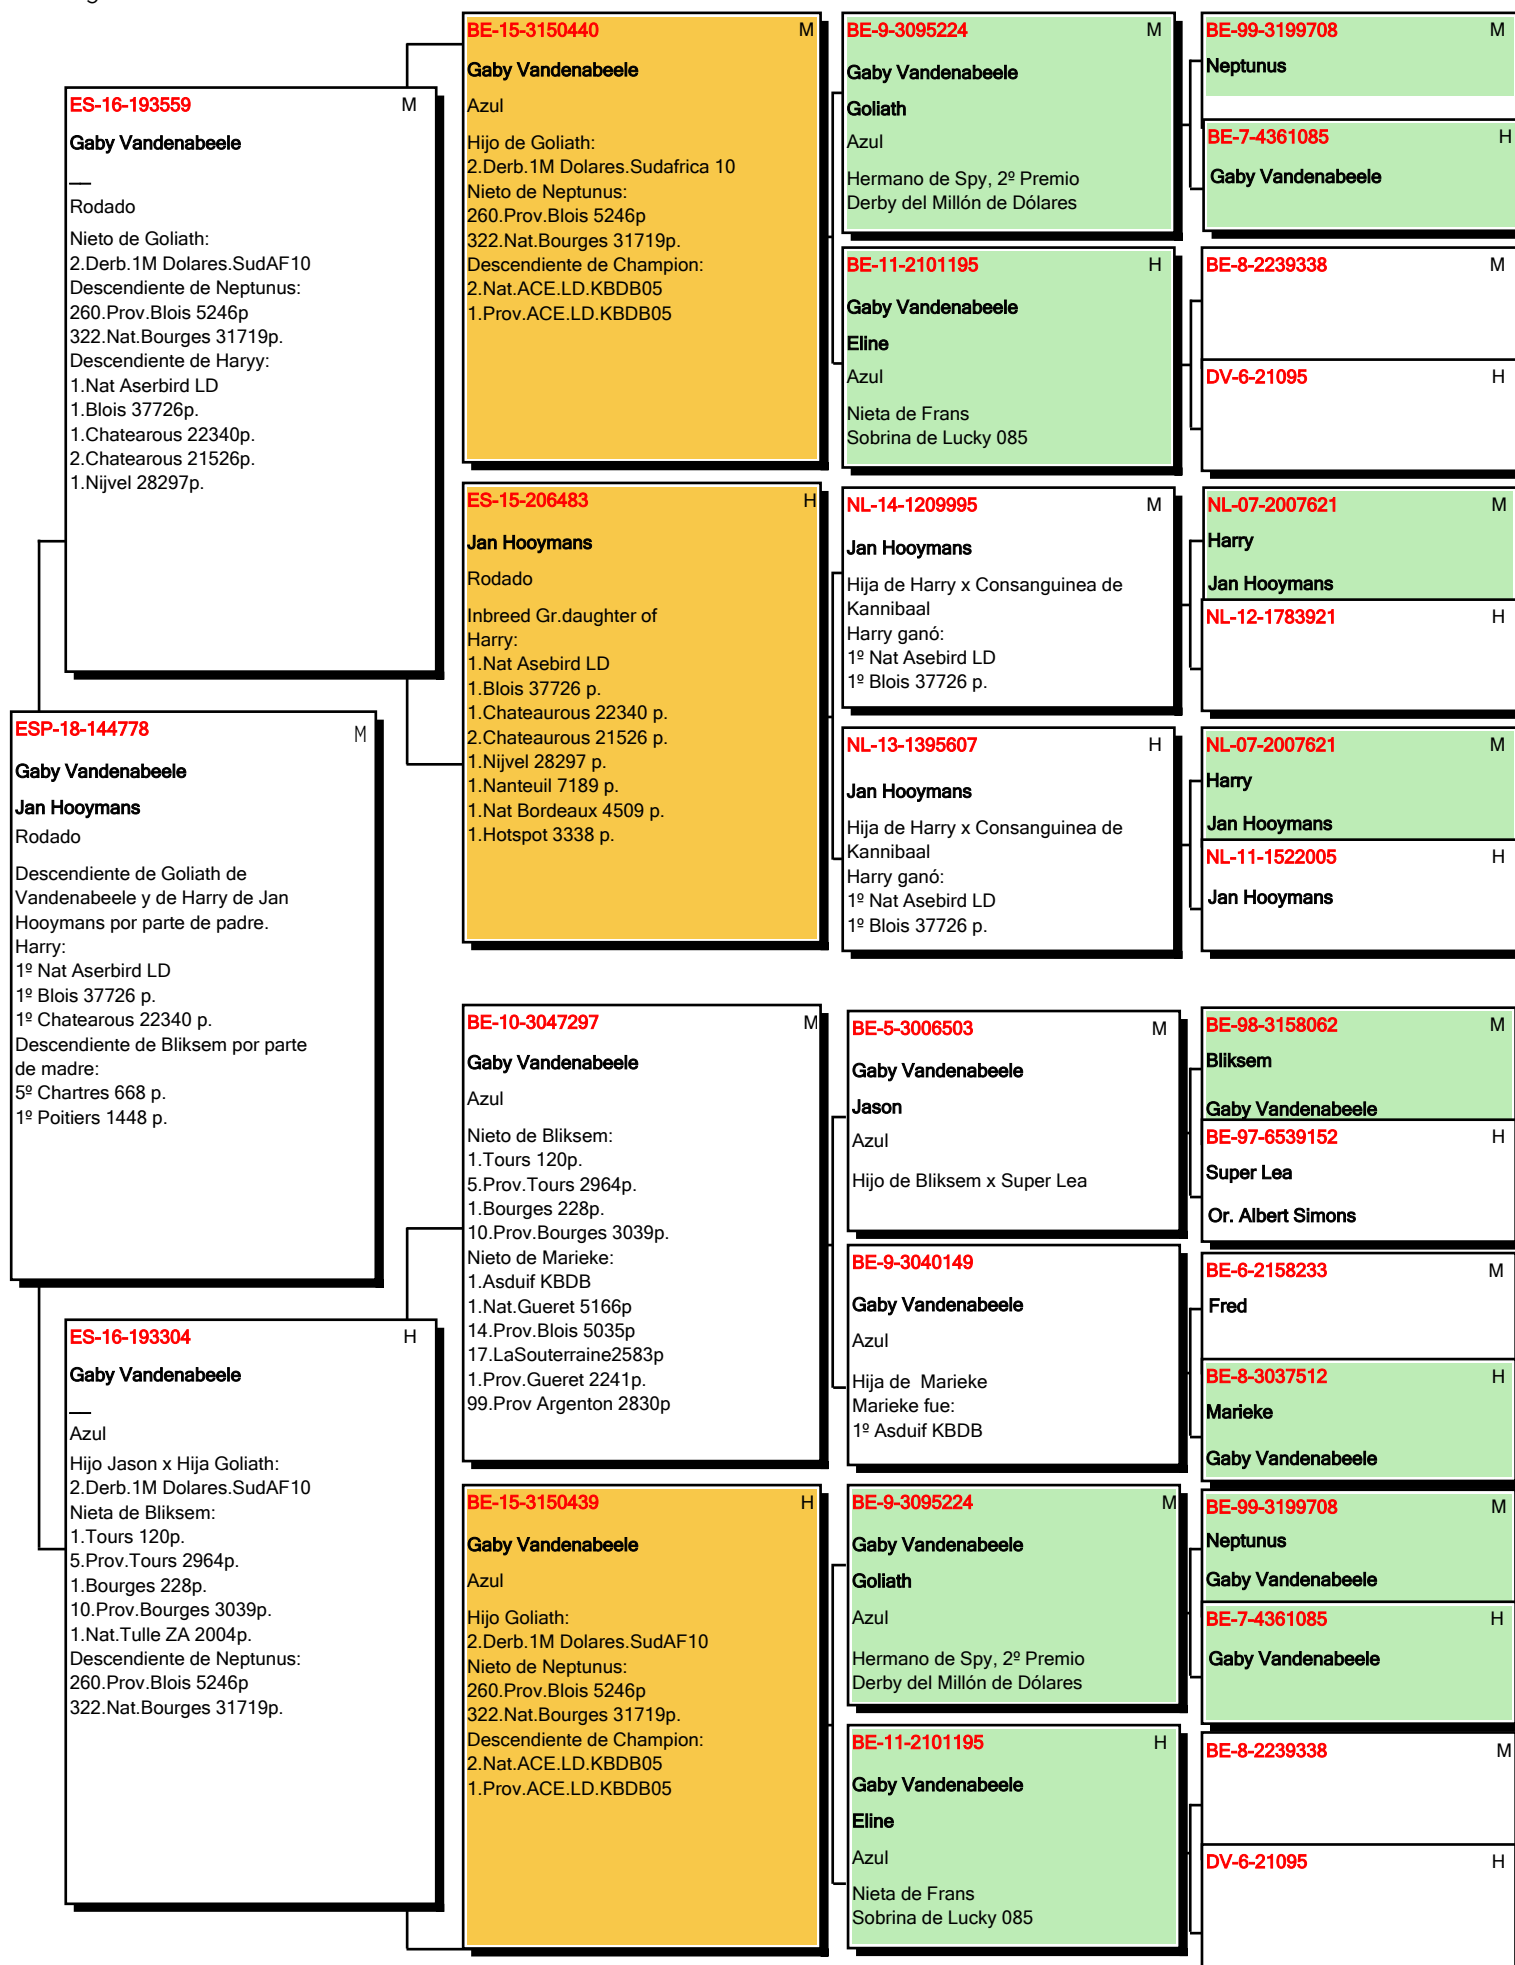 ESP-18-144778 M
Gaby Vandenabeele
Jan Hooymans
Rodado
Descendiente de Goliath de
Vandenabeele y de Harry de Jan
Hooymans por parte de padre.
Harry:
1º Nat Aserbird LD
1º Blois 37726 p.
1º Chatearous 22340 p.
Descendiente de Bliksem por parte
de madre:
5º Chartres 668 p.
1º Poitiers 1448 p.
ES-16-193559 M
Gaby Vandenabeele
__
Rodado
Nieto de Goliath:
2.Derb.1M Dolares.SudAF10
Descendiente de Neptunus:
260.Prov.Blois 5246p
322.Nat.Bourges 31719p.
Descendiente de Haryy:
1.Nat Aserbird LD
1.Blois 37726p.
1.Chatearous 22340p.
2.Chatearous 21526p.
1.Nijvel 28297p.
ES-16-193304 H
Gaby Vandenabeele
__
Azul
Hijo Jason x Hija Goliath:
2.Derb.1M Dolares.SudAF10
Nieta de Bliksem:
1.Tours 120p.
5.Prov.Tours 2964p.
1.Bourges 228p.
10.Prov.Bourges 3039p.
1.Nat.Tulle ZA 2004p.
Descendiente de Neptunus:
260.Prov.Blois 5246p
322.Nat.Bourges 31719p.
BE-15-3150440 M
Gaby Vandenabeele
Azul
Hijo de Goliath:
2.Derb.1M Dolares.Sudafrica 10
Nieto de Neptunus:
260.Prov.Blois 5246p
322.Nat.Bourges 31719p.
Descendiente de Champion:
2.Nat.ACE.LD.KBDB05
1.Prov.ACE.LD.KBDB05
ES-15-206483 H
Jan Hooymans
Rodado
Inbreed Gr.daughter of
Harry:
1.Nat Asebird LD
1.Blois 37726 p.
1.Chateaurous 22340 p.
2.Chateaurous 21526 p.
1.Nijvel 28297 p.
1.Nanteuil 7189 p.
1.Nat Bordeaux 4509 p.
1.Hotspot 3338 p.
BE-10-3047297 M
Gaby Vandenabeele
Azul
Nieto de Bliksem:
1.Tours 120p.
5.Prov.Tours 2964p.
1.Bourges 228p.
10.Prov.Bourges 3039p.
Nieto de Marieke:
1.Asduif KBDB
1.Nat.Gueret 5166p
14.Prov.Blois 5035p
17.LaSouterraine2583p
1.Prov.Gueret 2241p.
99.Prov Argenton 2830p
BE-15-3150439 H
Gaby Vandenabeele
Azul
Hijo Goliath:
2.Derb.1M Dolares.SudAF10
Nieto de Neptunus:
260.Prov.Blois 5246p
322.Nat.Bourges 31719p.
Descendiente de Champion:
2.Nat.ACE.LD.KBDB05
1.Prov.ACE.LD.KBDB05
BE-9-3095224 M
Gaby Vandenabeele
Goliath
Azul
Hermano de Spy, 2º Premio
Derby del Millón de Dólares
BE-11-2101195 H
Gaby Vandenabeele
Eline
Azul
Nieta de Frans
Sobrina de Lucky 085
NL-14-1209995 M
Jan Hooymans
Hija de Harry x Consanguinea de
Kannibaal
Harry ganó:
1º Nat Asebird LD
1º Blois 37726 p.
NL-13-1395607 H
Jan Hooymans
Hija de Harry x Consanguinea de
Kannibaal
Harry ganó:
1º Nat Asebird LD
1º Blois 37726 p.
BE-5-3006503 M
Gaby Vandenabeele
Jason
Azul
Hijo de Bliksem x Super Lea
BE-9-3040149
Gaby Vandenabeele
Azul
Hija de  Marieke
Marieke fue:
1º Asduif KBDB
BE-9-3095224 M
Gaby Vandenabeele
Goliath
Azul
Hermano de Spy, 2º Premio
Derby del Millón de Dólares
BE-11-2101195 H
Gaby Vandenabeele
Eline
Azul
Nieta de Frans
Sobrina de Lucky 085
BE-99-3199708 M
Neptunus
BE-7-4361085 H
Gaby Vandenabeele
BE-8-2239338 M
DV-6-21095 H
NL-07-2007621 M
Harry
Jan Hooymans
NL-12-1783921 H
NL-07-2007621 M
Harry
Jan Hooymans
NL-11-1522005 H
Jan Hooymans
BE-98-3158062 M
Bliksem
Gaby Vandenabeele
BE-97-6539152 H
Super Lea
Or. Albert Simons
BE-6-2158233 M
Fred
BE-8-3037512 H
Marieke
Gaby Vandenabeele
BE-99-3199708 M
Neptunus
Gaby Vandenabeele
BE-7-4361085 H
Gaby Vandenabeele
BE-8-2239338 M
DV-6-21095 H